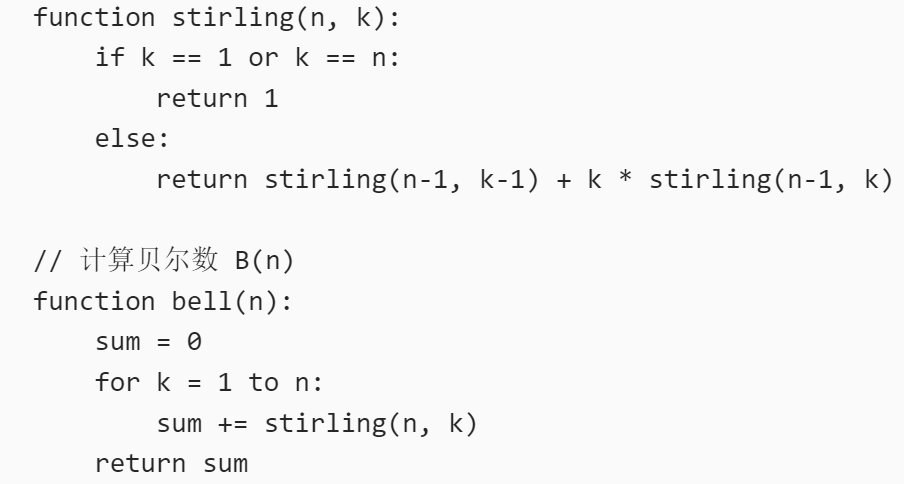 function stirling(n, k):
    if k == 1 or k == n:
        return 1
    else:
        return stirling(n-1, k-1) + k * stirling(n-1, k)

// 计算贝尔数 B(n)
function bell(n):
    sum = 0
    for k = 1 to n:
        sum += stirling(n, k)
    return sum